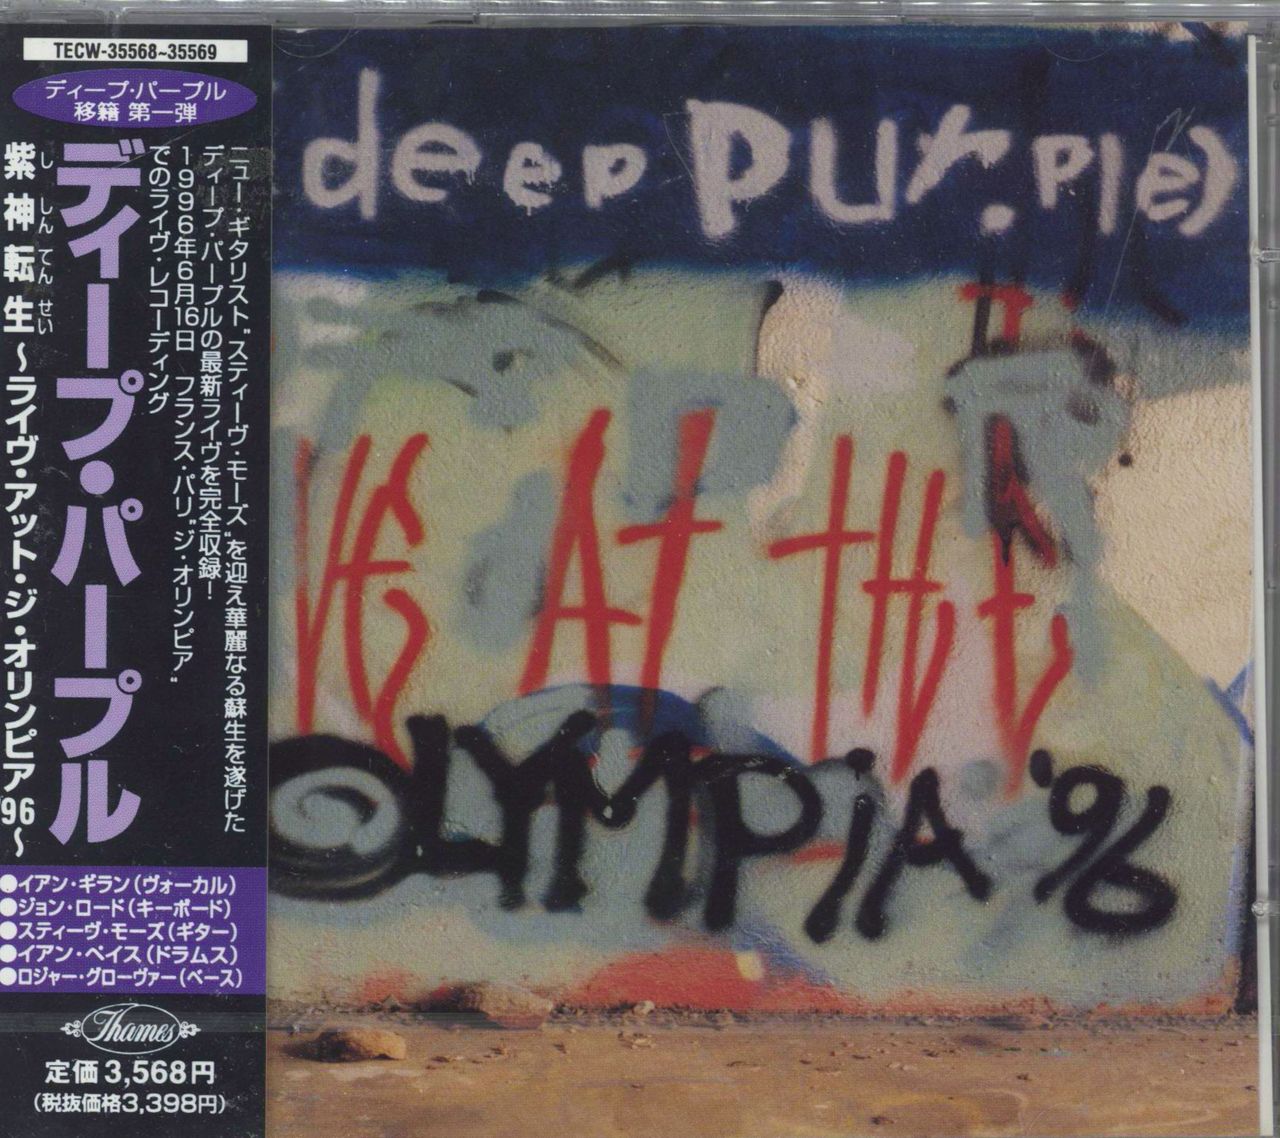 TECW-35568~35569
ディープ・パープル
移籍 第一弾
ニュー・ギタリスト"スティーヴ・モーズ"を迎え華麗なる蘇生を遂げた
ディープ・パープルの最新ライヴを完全収録!
1996年6月16日 フランス・パリ"ジ・オリンピア"
でのライヴ・レコーディング
ディープ・パープル
紫神転生~ライヴ・アット・ジ・オリンピア'96~
し しん てん せい
●イアン・ギラン(ヴォーカル)
●ジョン・ロード(キーボード)
●スティーヴ・モーズ(ギター)
●イアン・ペイス(ドラムス)
●ロジャー・グローヴァー(ベース)
Thames
定価3,568円
(税抜価格3,398円)
deep PUr.Ple)
VE AT THE
OLYMPIA '96